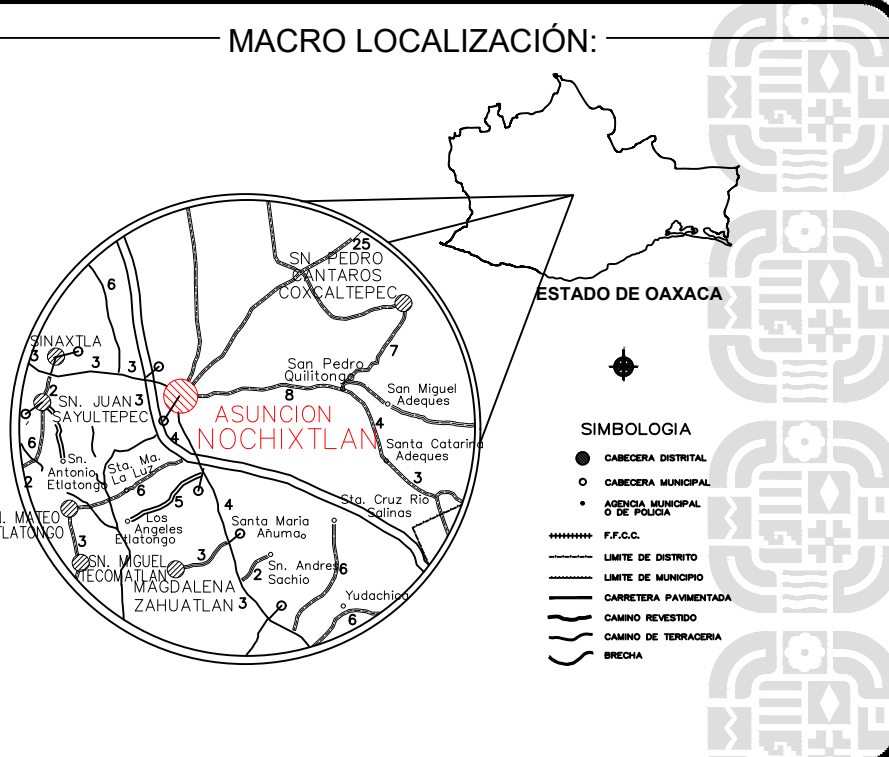 MACRO LOCALIZACIÓN:
ESTADO DE OAXACA
25
SN. PEDRO
CANTAROS
COXCALTEPEC
6
7
SINAXTLA
3
3
3
San Pedro
Quilitongo
8
San Miguel
Adeques
2
SN. JUAN
SAYULTEPEC
3
ASUNCION
NOCHIXTLAN
4
4
Santa Catarina
Adeques
6
Sn.
Antonio
Etlatongo
Sta. Ma.
La Luz
2
6
5
4
3
Sta. Cruz Rio
Salinas
N. MATEO
TLATONGO
Los
Angeles
Etlatongo
Santa Maria
Añuma
3
SN. MIGUEL
TECOMATLAN
3
MAGDALENA
ZAHUATLAN
3
2
Sn. Andres
Sachio
6
Yudachico
6
SIMBOLOGIA
CABECERA DISTRITAL
CABECERA MUNICIPAL
AGENCIA MUNICIPAL
O DE POLICIA
F.F.C.C.
LIMITE DE DISTRITO
LIMITE DE MUNICIPIO
CARRETERA PAVIMENTADA
CAMINO REVESTIDO
CAMINO DE TERRACERIA
BRECHA